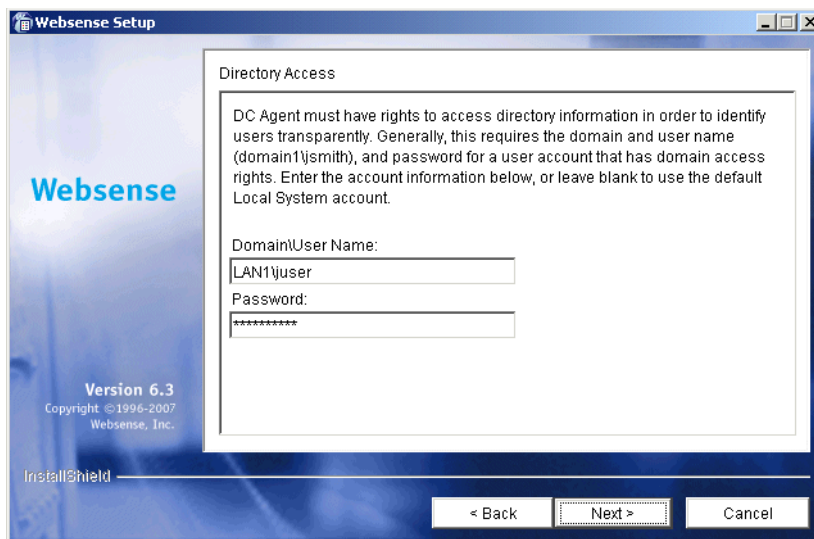 Websense Setup
Directory Access
DC Agent must have rights to access directory information in order to identify
users transparently. Generally, this requires the domain and user name
(domain1\jsmith), and password for a user account that has domain access
rights. Enter the account information below, or leave blank to use the default
Local System account.
Websense
Domain\User Name:
LAN1\juser
Password:
**********
Version 6.3
Copyright ©1996-2007
Websense, Inc.
InstallShield
< Back
Next >
Cancel